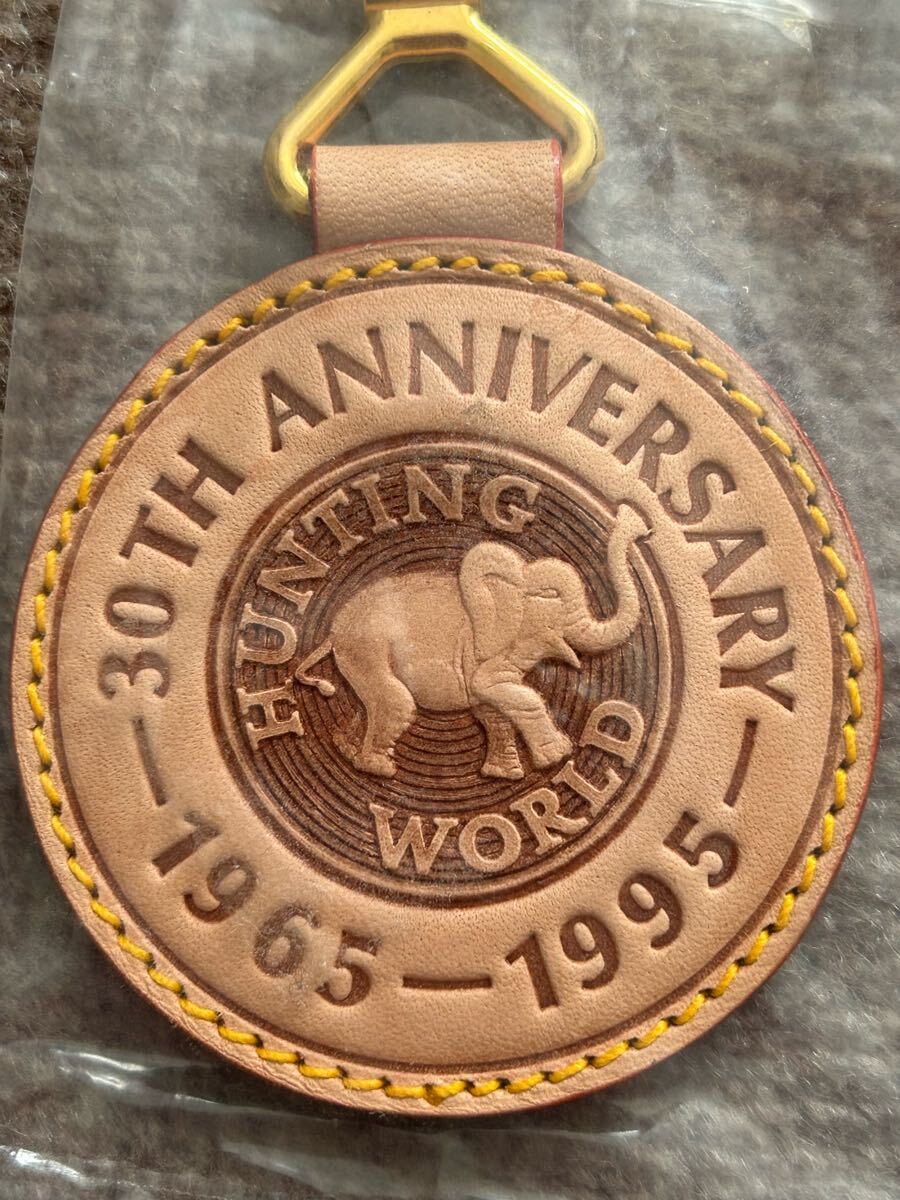 30TH ANNIVERSARY
HUNTING
WORLD
— 1965 — 1995 —